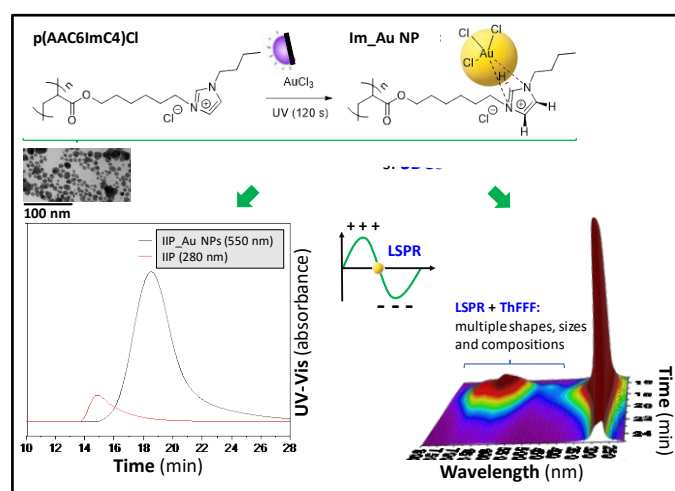 p(AAC6ImC4)Cl
Im_Au NP :
Cl
Cl
Cl
Au
H
n
n
O
O
O
O
N
N
N
N
Cl⊖
Cl⊖
H
H
AuCl₃
UV (120 s)
100 nm
IIP_Au NPs (550 nm)
IIP (280 nm)
UV-Vis (absorbance)
10 12 14 16 18 20 22 24 26 28
Time (min)
+ + +
LSPR
- - -
LSPR + ThFFF:
multiple shapes, sizes
and compositions
Time (min)
Wavelength (nm)